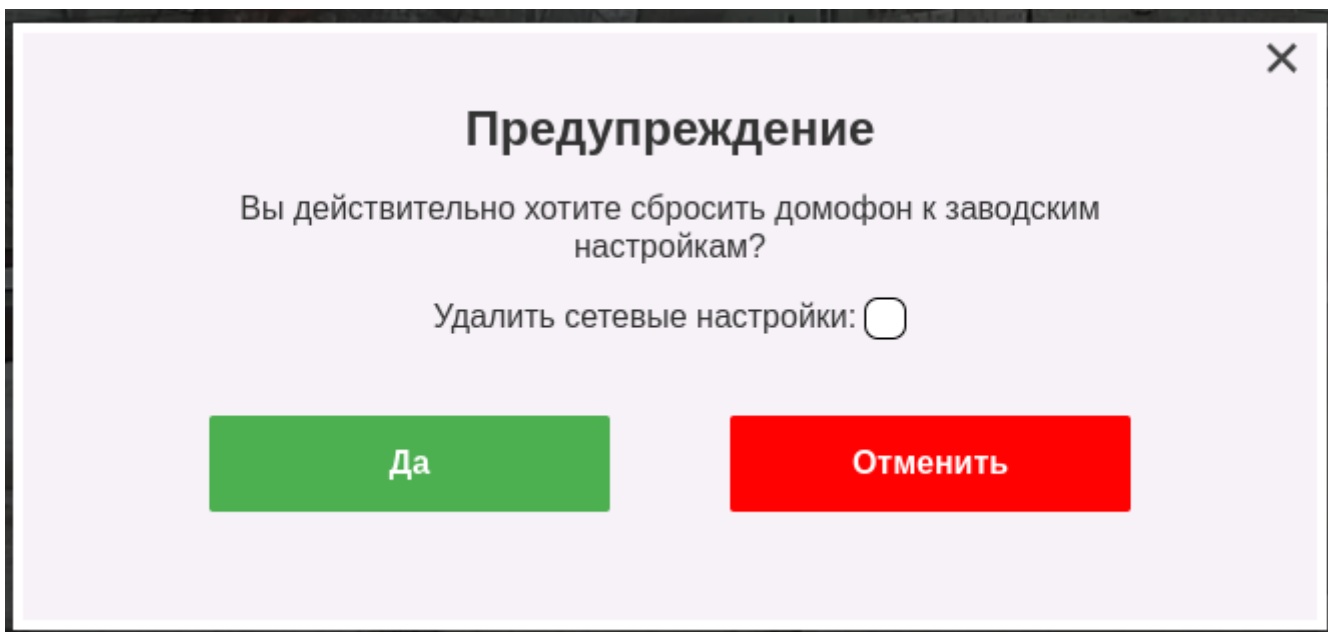 Предупреждение
Вы действительно хотите сбросить домофон к заводским
настройкам?
Удалить сетевые настройки:
Да
Отменить